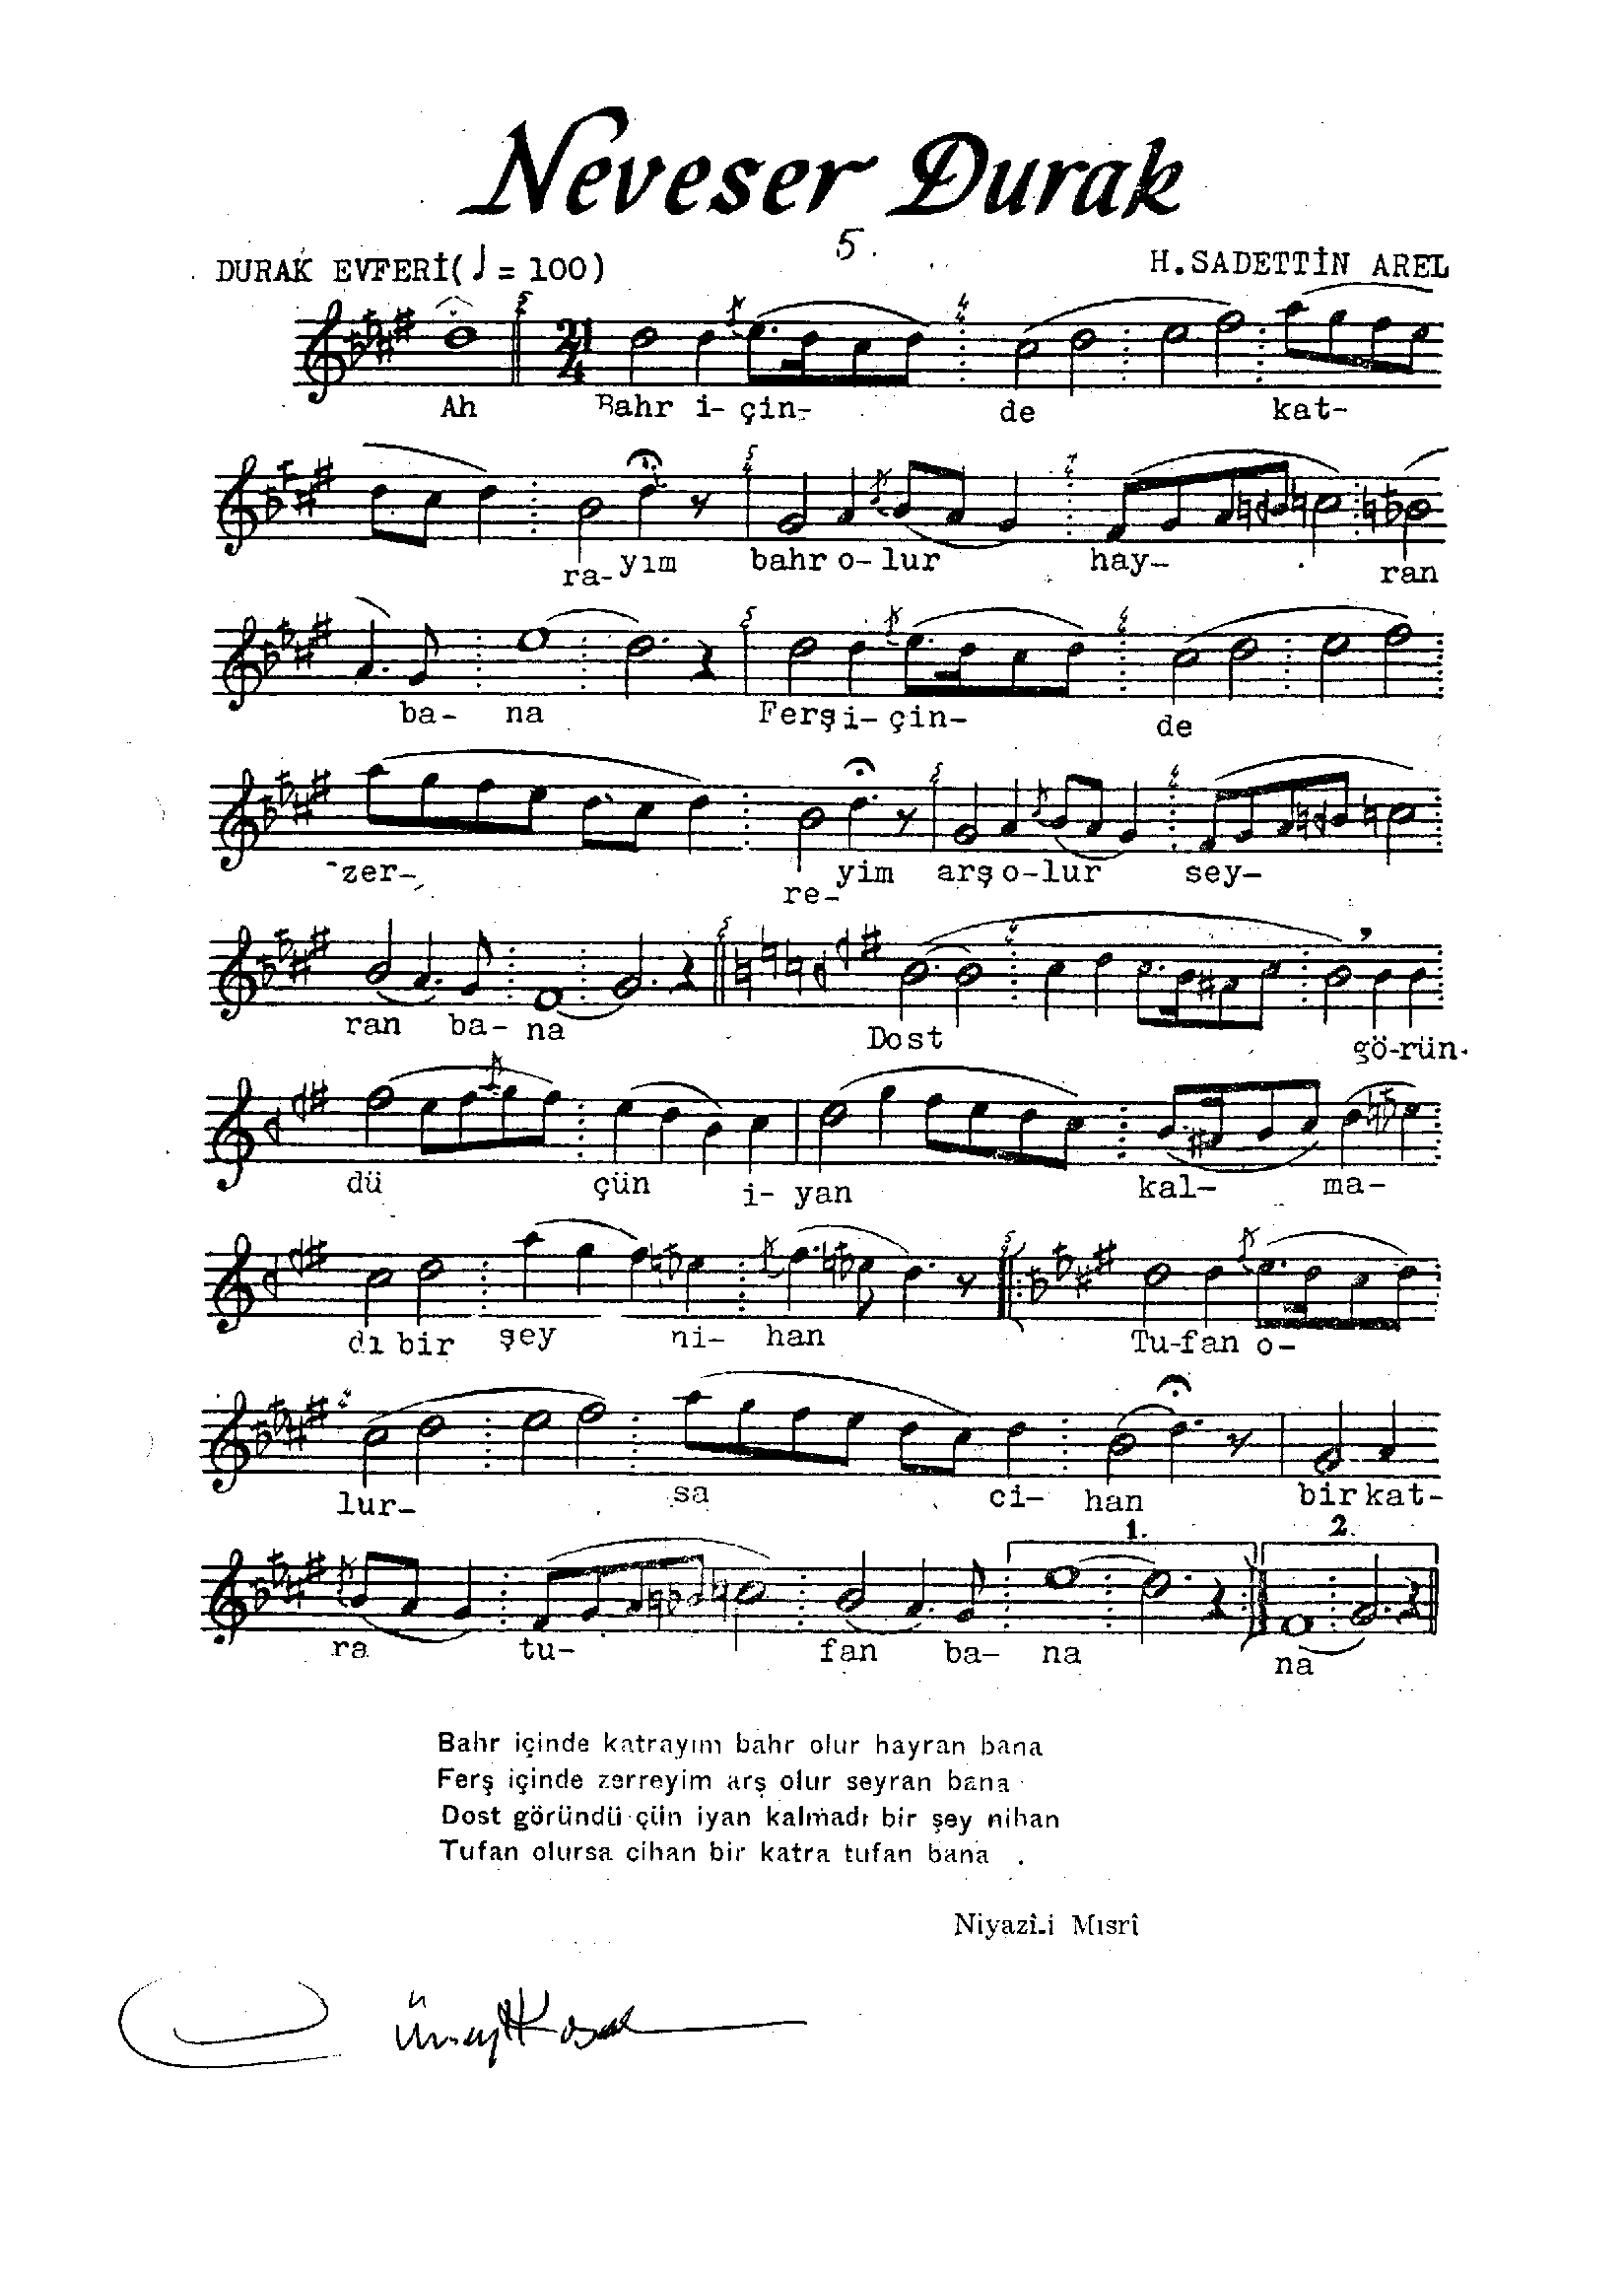 Neveser Durak
5.
DURAK EVFERİ( ♩ = 100)
H.SADETTİN AREL
21
4
Ah Bahr i- çin- de kat-
ra- yım bahr o- lur hay- ran
ba- na Ferş i- çin- de
zer- re- yim arş o-lur sey-
ran ba- na Dost gö-rün-
dü çün i- yan kal- ma-
dı bir şey ni- han Tu-fan o-
lur- sa ci- han bir kat-
1. 2.
ra tu- fan ba- na na
Bahr içinde katrayım bahr olur hayran bana
Ferş içinde zerreyim arş olur seyran bana
Dost göründü çün iyan kalmadı bir şey nihan
Tufan olursa cihan bir katra tufan bana .
Niyazî-i Mısrî